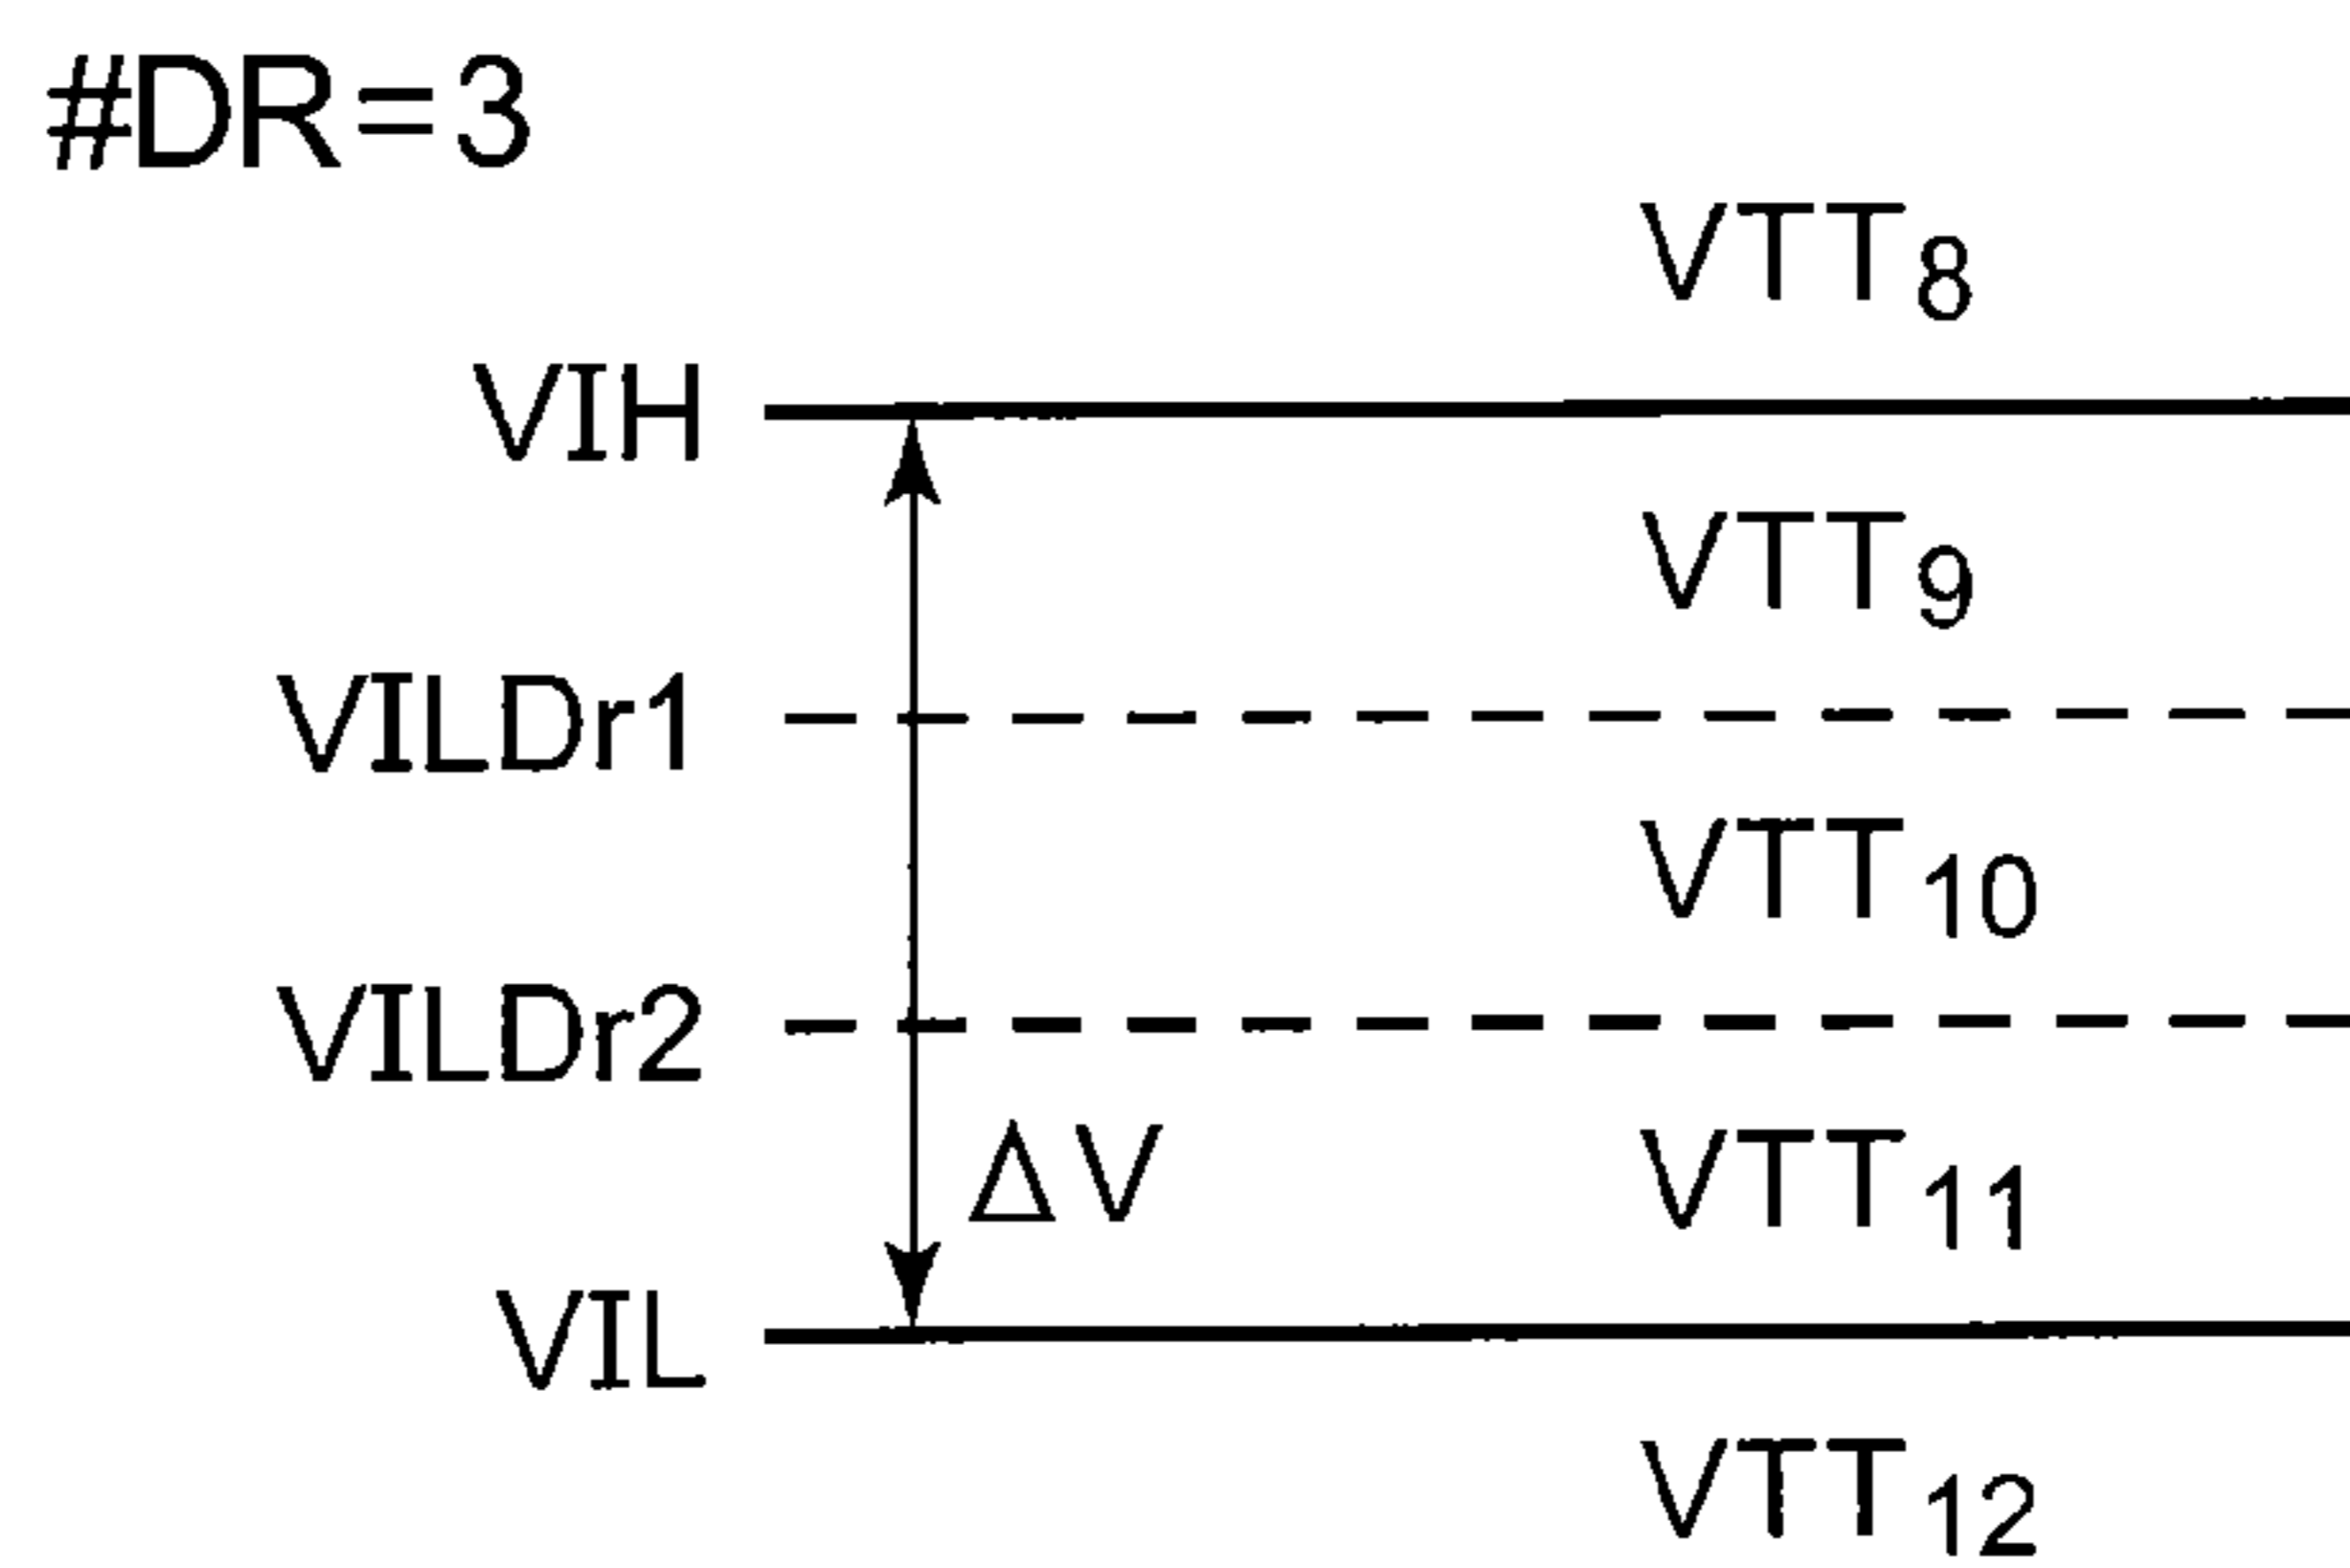 #DR=3
VTT8
VIH
VTT9
VILDr1
VTT10
VILDr2
ΔV
VTT11
VIL
VTT12